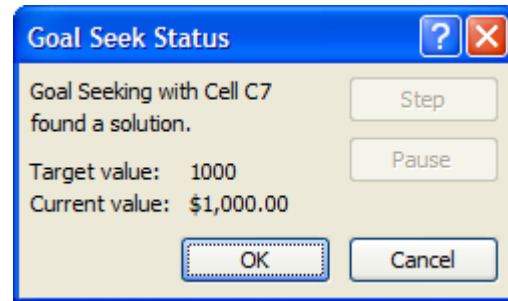 Goal Seek Status
?
Goal Seeking with Cell C7
found a solution.
Step
Pause
Target value: 1000
Current value: $1,000.00
OK
Cancel